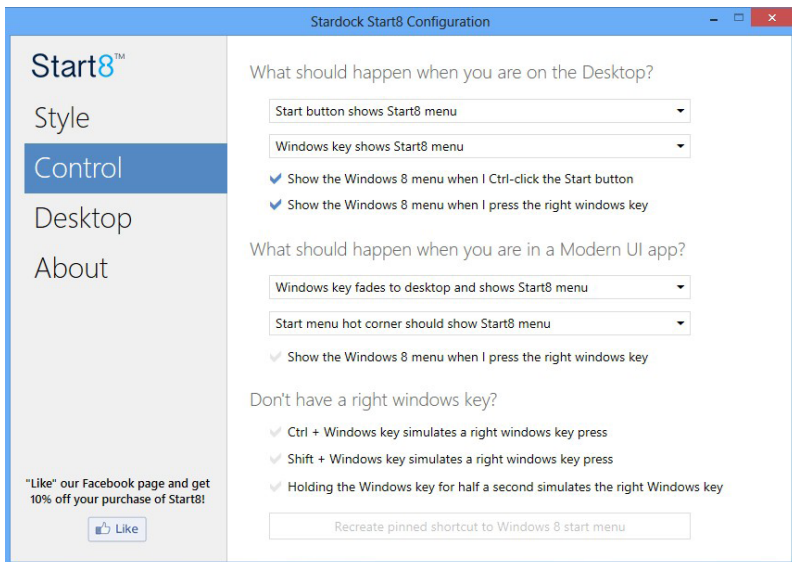 Stardock Start8 Configuration
Start8™
Style
Control
Desktop
About
"Like" our Facebook page and get
10% off your purchase of Start8!
Like
What should happen when you are on the Desktop?
Start button shows Start8 menu
Windows key shows Start8 menu
Show the Windows 8 menu when I Ctrl-click the Start button
Show the Windows 8 menu when I press the right windows key
What should happen when you are in a Modern UI app?
Windows key fades to desktop and shows Start8 menu
Start menu hot corner should show Start8 menu
Show the Windows 8 menu when I press the right windows key
Don't have a right windows key?
Ctrl + Windows key simulates a right windows key press
Shift + Windows key simulates a right windows key press
Holding the Windows key for half a second simulates the right Windows key
Recreate pinned shortcut to Windows 8 start menu